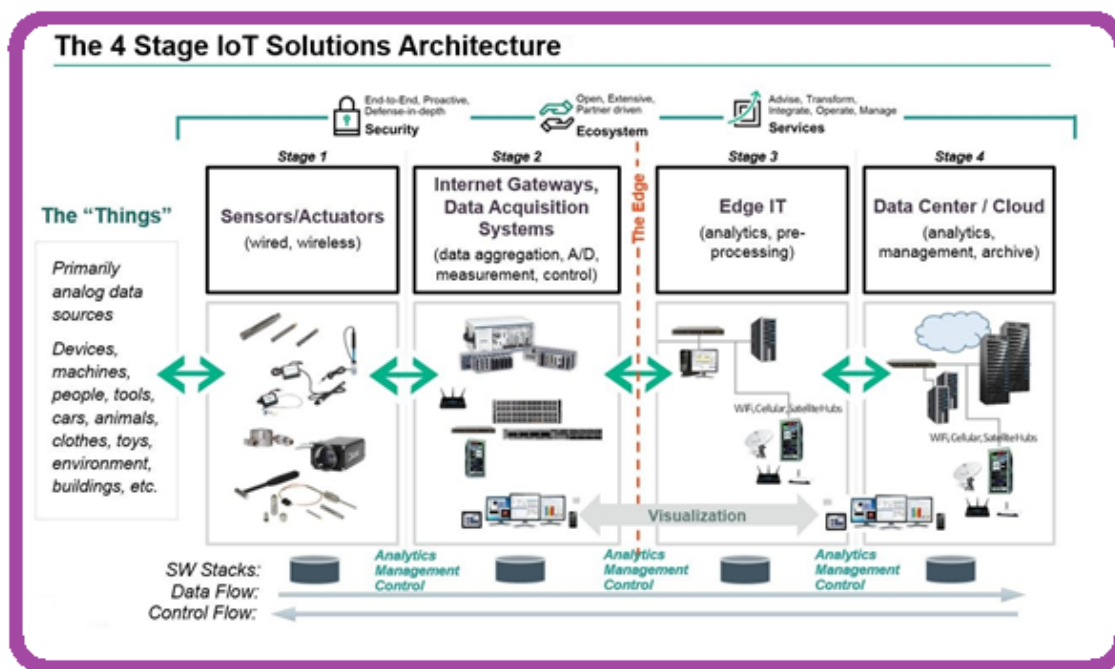 The 4 Stage IoT Solutions Architecture
End-to-End, Proactive,
Defense-in-depth
Security
Open, Extensive,
Partner driven
Ecosystem
Advise, Transform,
Integrate, Operate, Manage
Services
Stage 1
Stage 2
Stage 3
Stage 4
The "Things"
Primarily
analog data
sources
Devices,
machines,
people, tools,
cars, animals,
clothes, toys,
environment,
buildings, etc.
Sensors/Actuators
(wired, wireless)
Internet Gateways,
Data Acquisition
Systems
(data aggregation, A/D,
measurement, control)
The Edge
Edge IT
(analytics, pre-
processing)
Data Center / Cloud
(analytics,
management, archive)
WiFi, Cellular, Satellite Hubs
WiFi, Cellular, Satellite Hubs
Visualization
SW Stacks:
Analytics
Management
Control
Analytics
Management
Control
Analytics
Management
Control
Data Flow:
Control Flow: